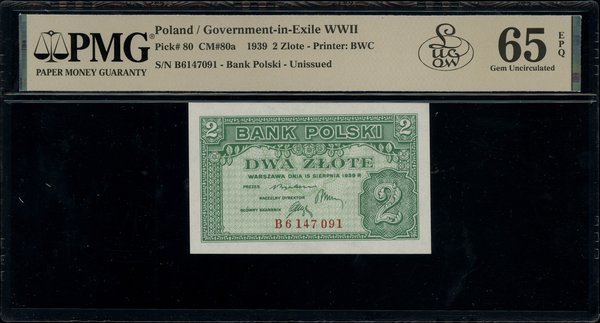 PMG
PAPER MONEY GUARANTY
Poland / Government-in-Exile WWII
Pick# 80 CM#80a 1939 2 Zlote - Printer: BWC
S/N B6147091 - Bank Polski - Unissued
65 EPQ
Gem Uncirculated
2 2
BANK POLSKI
DWA ZŁOTE
WARSZAWA DNIA 15 SIERPNIA 1939 R
PREZES
NACZELNY DYREKTOR
GŁÓWNY SKARBNIK
2
B6147091